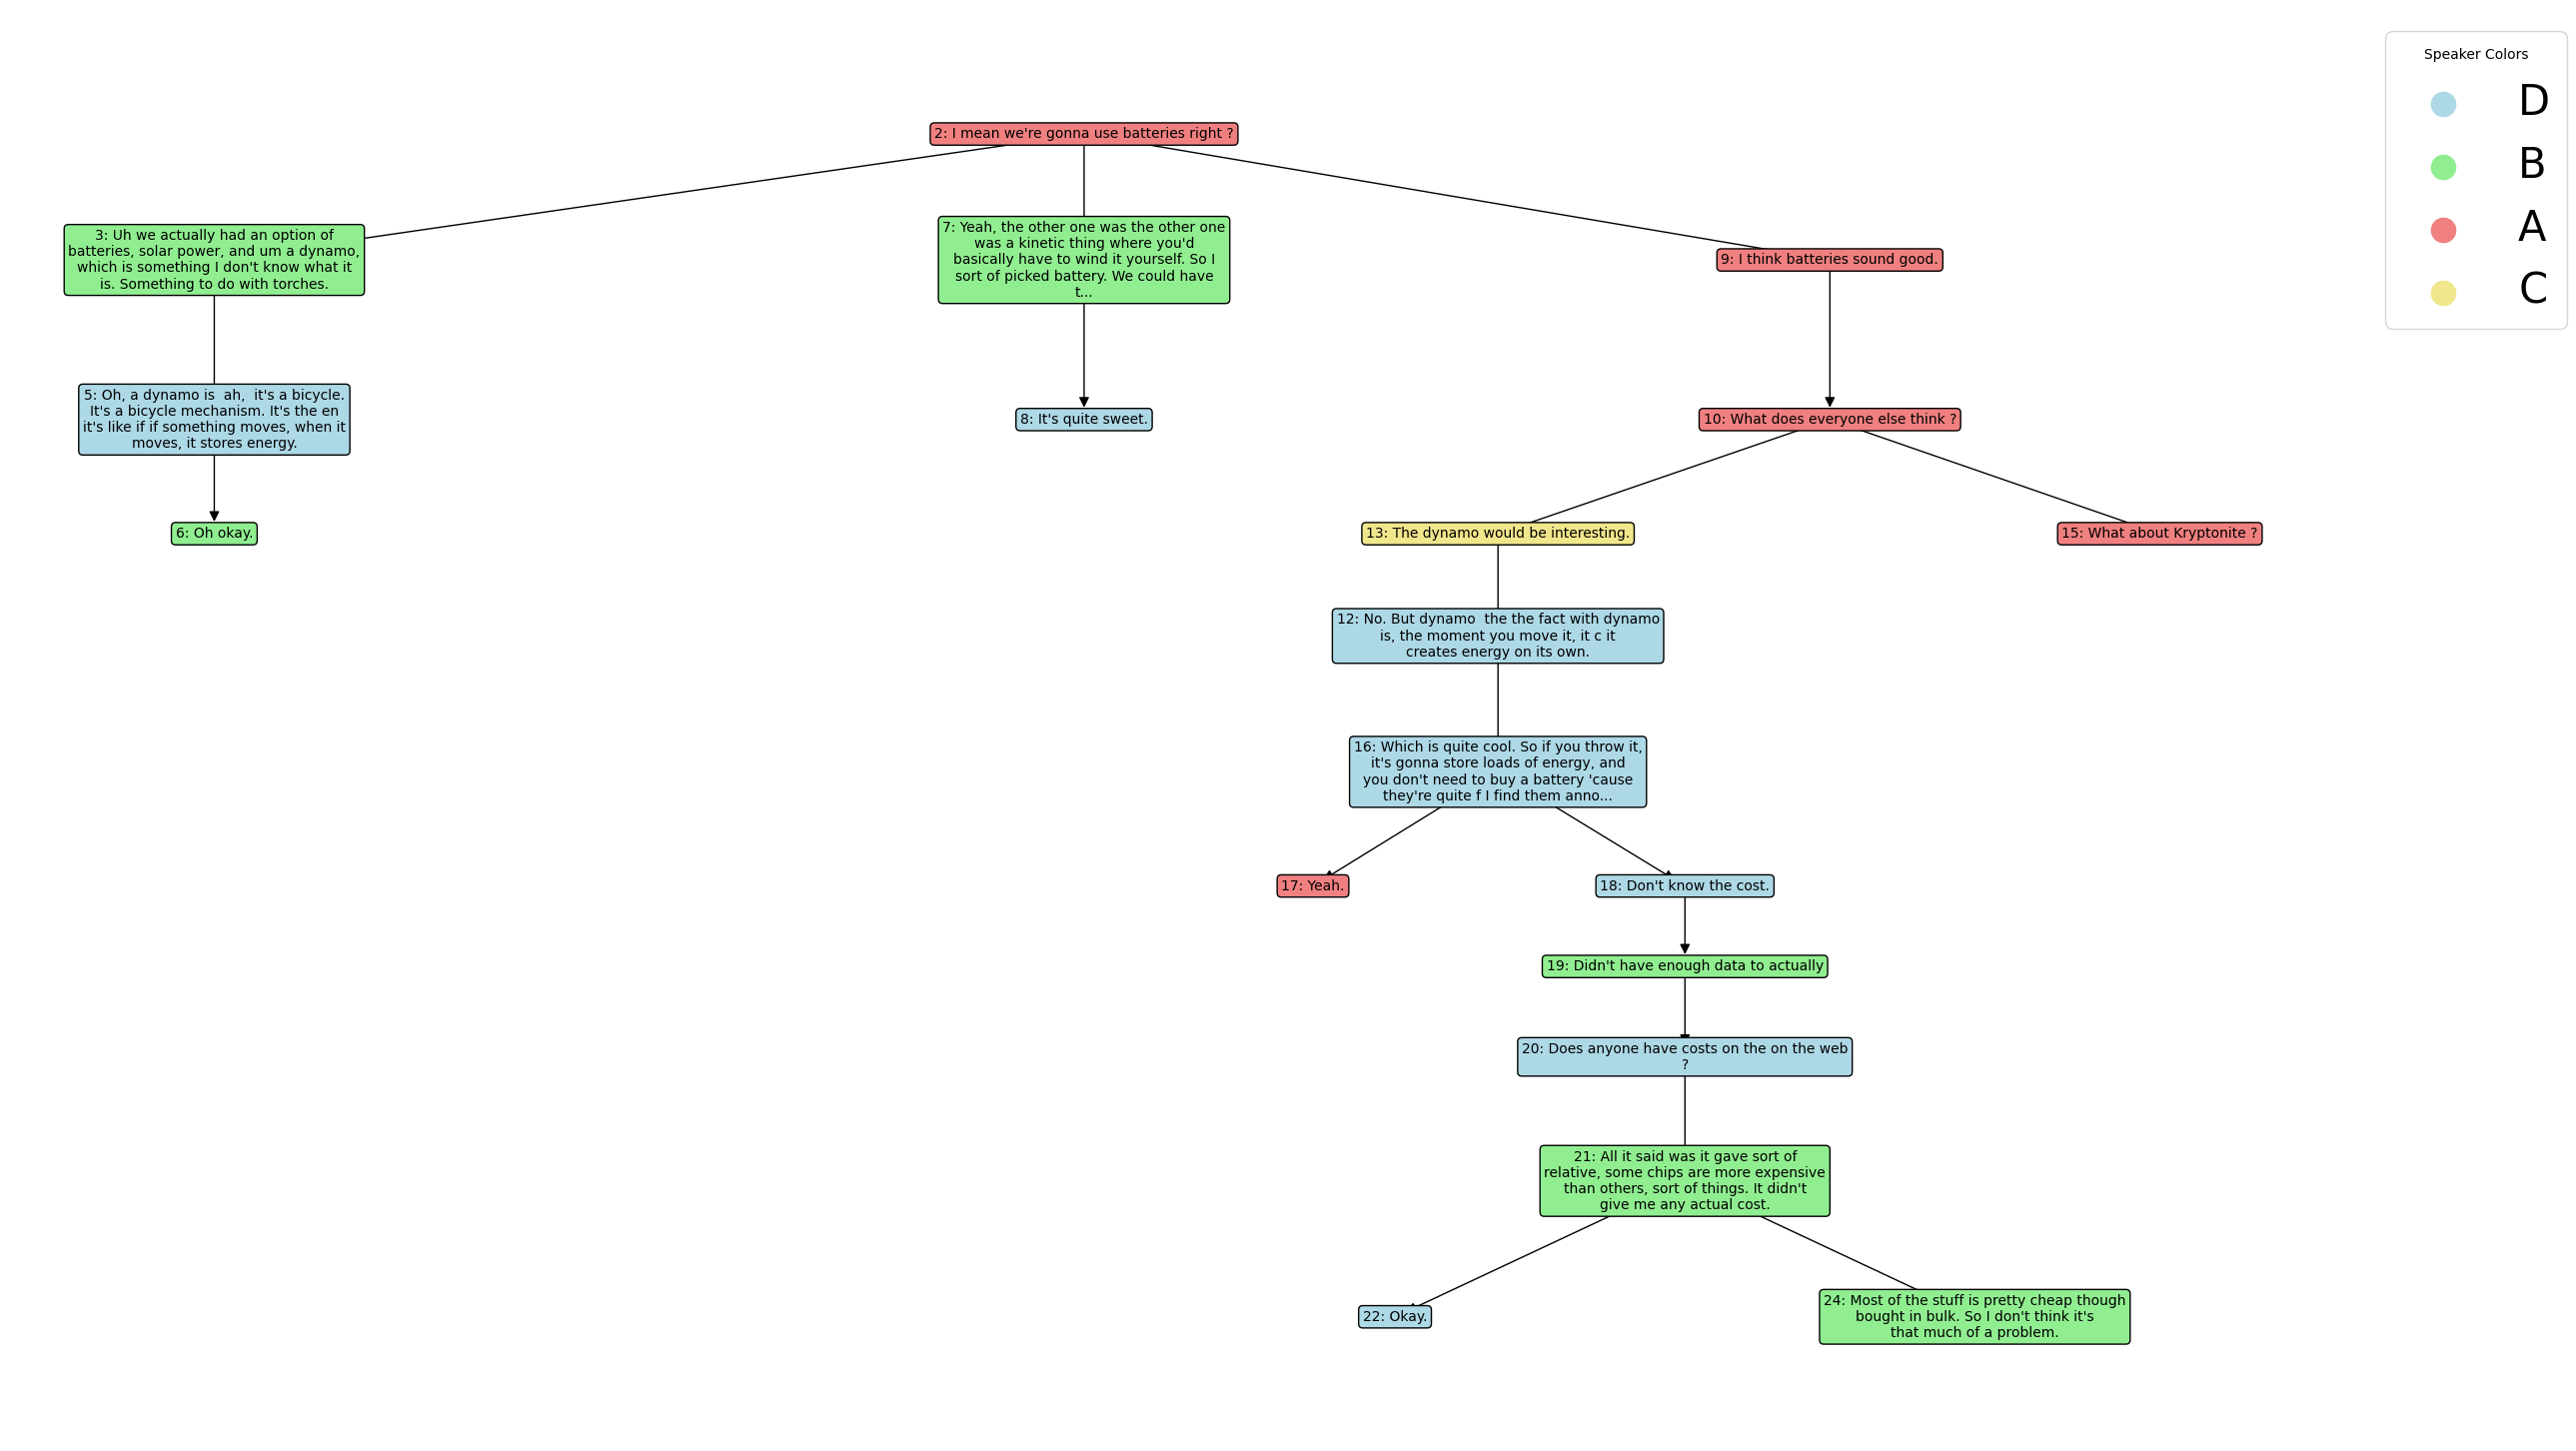 Speaker Colors
D
B
A
C
2: I mean we're gonna use batteries right ?
3: Uh we actually had an option of
batteries, solar power, and um a dynamo,
which is something I don't know what it
is. Something to do with torches.
7: Yeah, the other one was the other one
was a kinetic thing where you'd
basically have to wind it yourself. So I
sort of picked battery. We could have
t...
9: I think batteries sound good.
5: Oh, a dynamo is  ah,  it's a bicycle.
It's a bicycle mechanism. It's the en
it's like if if something moves, when it
moves, it stores energy.
8: It's quite sweet.
10: What does everyone else think ?
6: Oh okay.
13: The dynamo would be interesting.
15: What about Kryptonite ?
12: No. But dynamo  the the fact with dynamo
is, the moment you move it, it c it
creates energy on its own.
16: Which is quite cool. So if you throw it,
it's gonna store loads of energy, and
you don't need to buy a battery 'cause
they're quite f I find them anno...
17: Yeah.
18: Don't know the cost.
19: Didn't have enough data to actually
20: Does anyone have costs on the on the web
?
21: All it said was it gave sort of
relative, some chips are more expensive
than others, sort of things. It didn't
give me any actual cost.
22: Okay.
24: Most of the stuff is pretty cheap though
bought in bulk. So I don't think it's
that much of a problem.